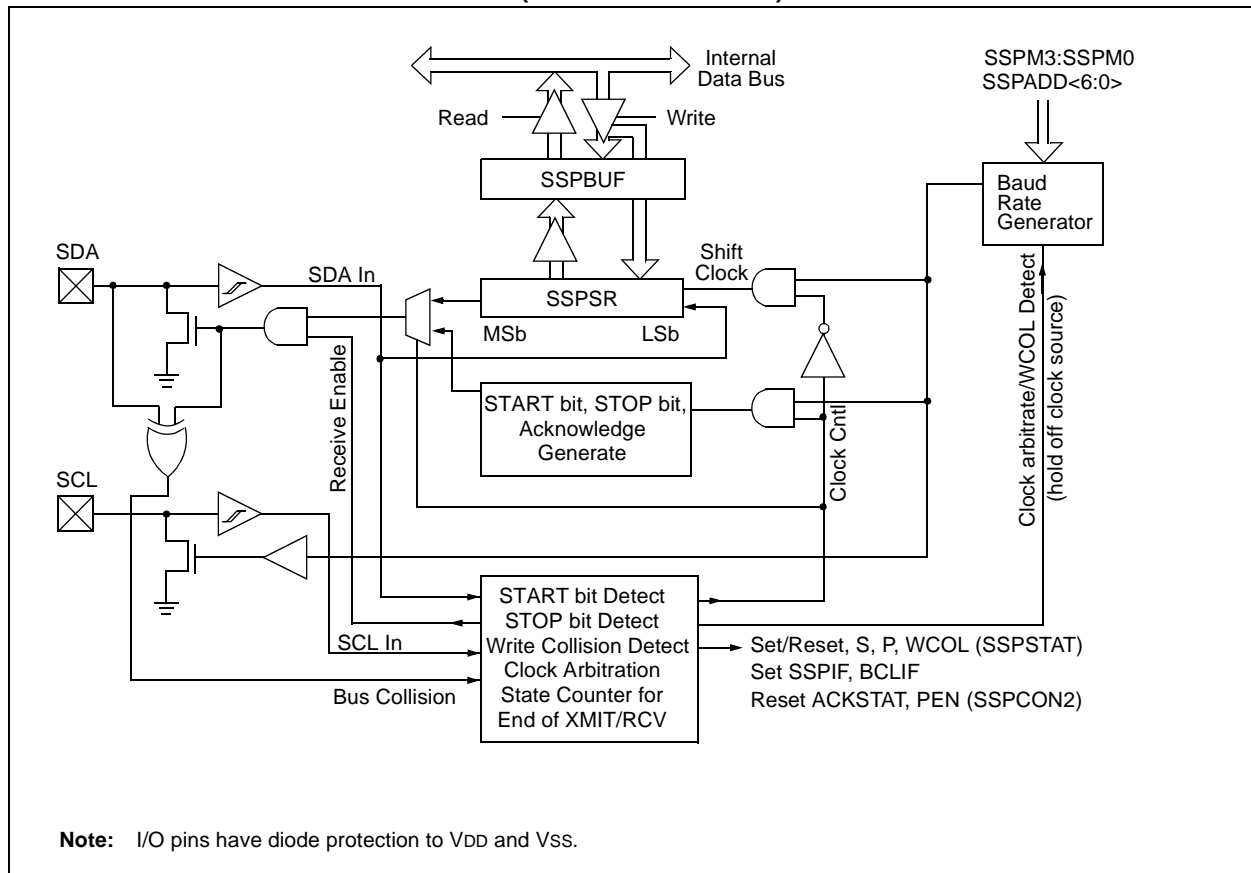 Internal
Data Bus
SSPM3:SSPM0
SSPADD<6:0>
Read
Write
SSPBUF
Baud
Rate
Generator
SDA
SDA In
Shift
Clock
SSPSR
MSb
LSb
Receive Enable
START bit, STOP bit,
Acknowledge
Generate
Clock Cntl
Clock arbitrate/WCOL Detect
(hold off clock source)
SCL
START bit Detect
STOP bit Detect
Write Collision Detect
Clock Arbitration
State Counter for
End of XMIT/RCV
SCL In
Bus Collision
Set/Reset, S, P, WCOL (SSPSTAT)
Set SSPIF, BCLIF
Reset ACKSTAT, PEN (SSPCON2)
Note: I/O pins have diode protection to VDD and VSS.